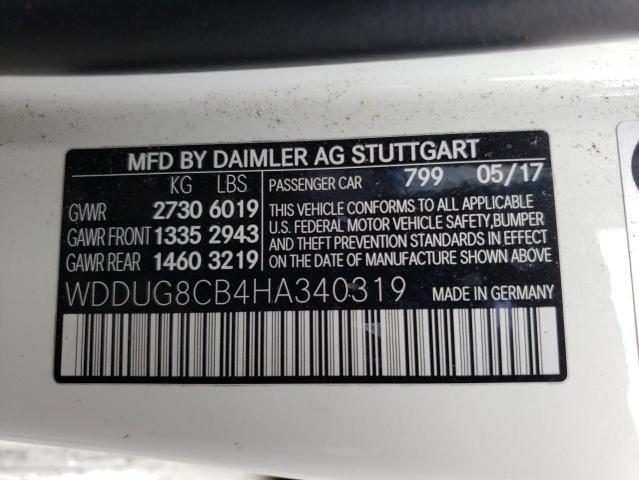 MFD BY DAIMLER AG STUTTGART
KG LBS
GVWR 2730 6019
GAWR FRONT 1335 2943
GAWR REAR 1460 3219
PASSENGER CAR 799 05/17
THIS VEHICLE CONFORMS TO ALL APPLICABLE
U.S. FEDERAL MOTOR VEHICLE SAFETY,BUMPER
AND THEFT PREVENTION STANDARDS IN EFFECT
ON THE DATE OF MANUFACTURE SHOWN ABOVE.
WDDUG8CB4HA340319 MADE IN GERMANY